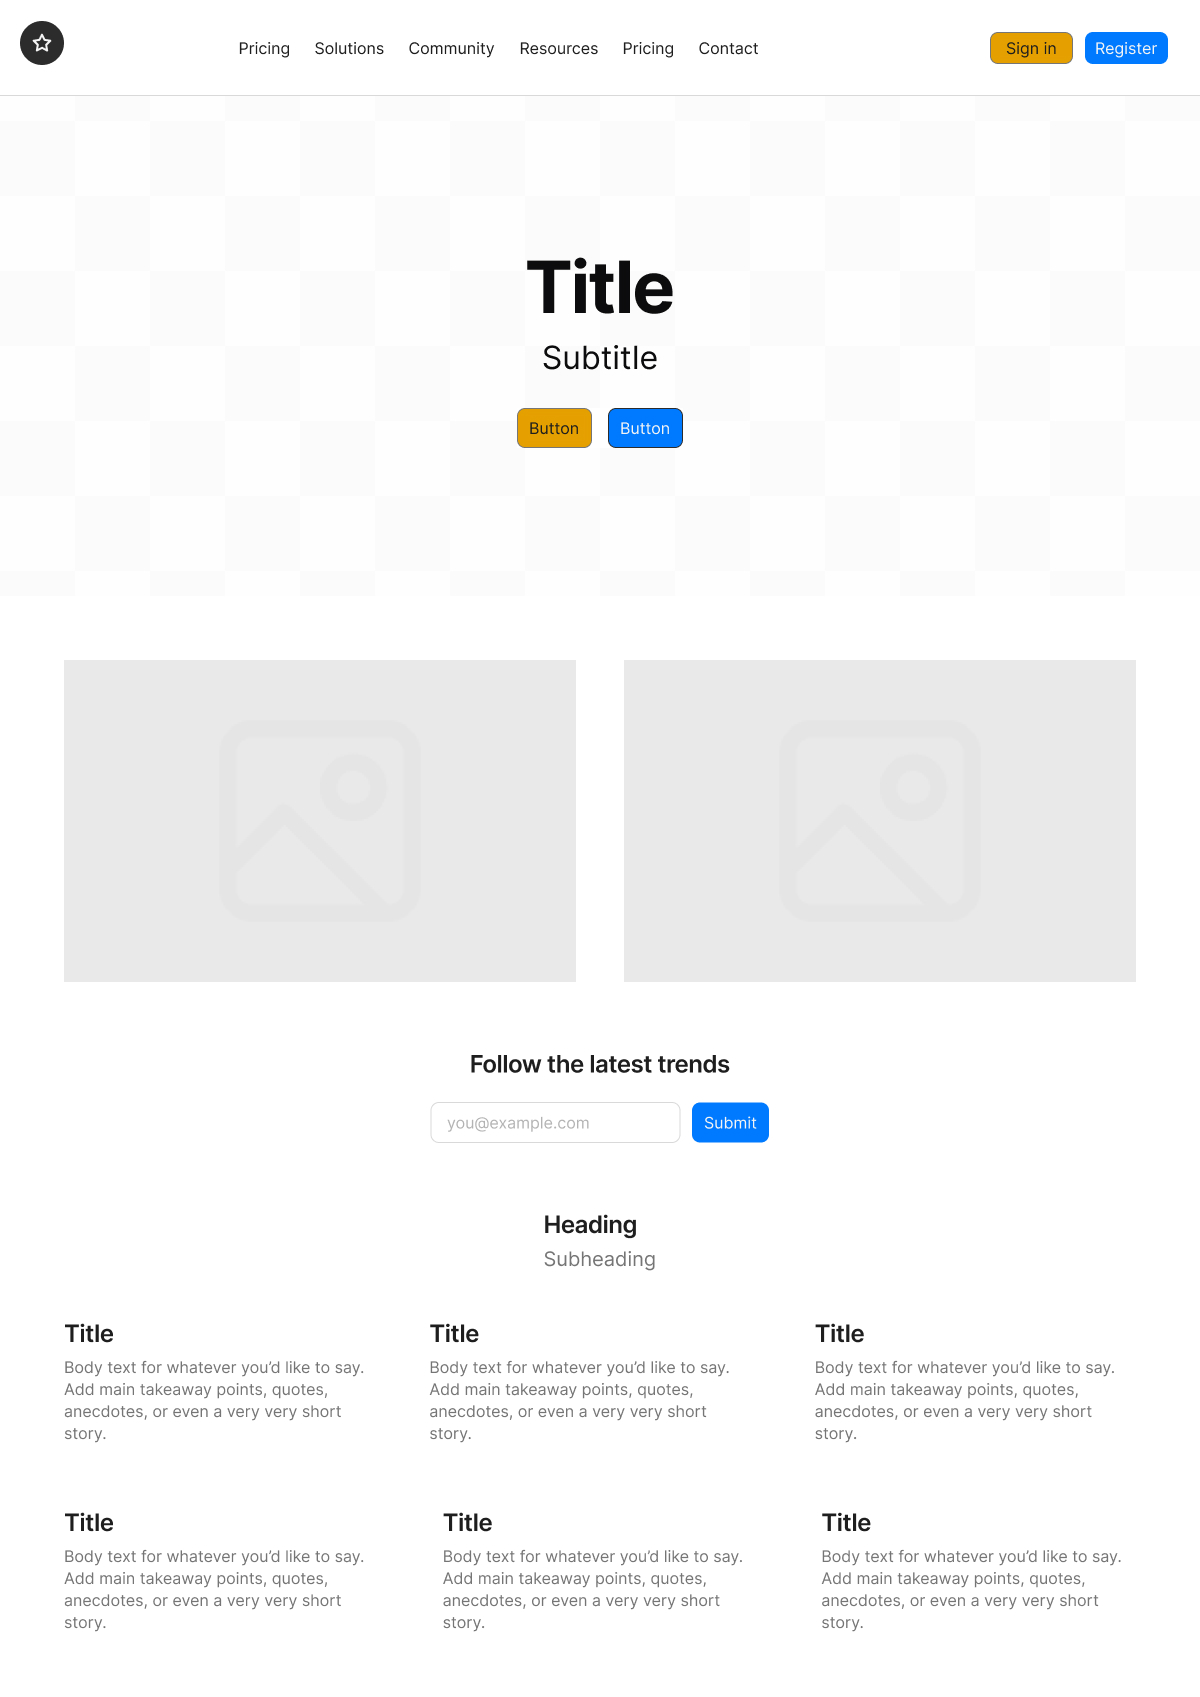 Pricing Solutions Community Resources Pricing Contact Sign in Register
Title
Subtitle
Button Button
Follow the latest trends
you@example.com Submit
Heading
Subheading
Title
Body text for whatever you’d like to say.
Add main takeaway points, quotes,
anecdotes, or even a very very short
story.
Title
Body text for whatever you’d like to say.
Add main takeaway points, quotes,
anecdotes, or even a very very short
story.
Title
Body text for whatever you’d like to say.
Add main takeaway points, quotes,
anecdotes, or even a very very short
story.
Title
Body text for whatever you’d like to say.
Add main takeaway points, quotes,
anecdotes, or even a very very short
story.
Title
Body text for whatever you’d like to say.
Add main takeaway points, quotes,
anecdotes, or even a very very short
story.
Title
Body text for whatever you’d like to say.
Add main takeaway points, quotes,
anecdotes, or even a very very short
story.